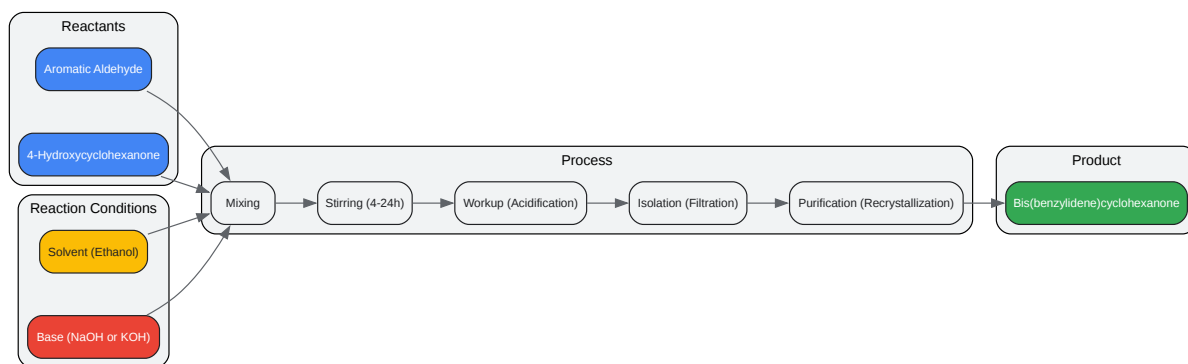 Reactants
Aromatic Aldehyde
4-Hydroxycyclohexanone
Reaction Conditions
Solvent (Ethanol)
Base (NaOH or KOH)
Process
Mixing
Stirring (4-24h)
Workup (Acidification)
Isolation (Filtration)
Purification (Recrystallization)
Product
Bis(benzylidene)cyclohexanone